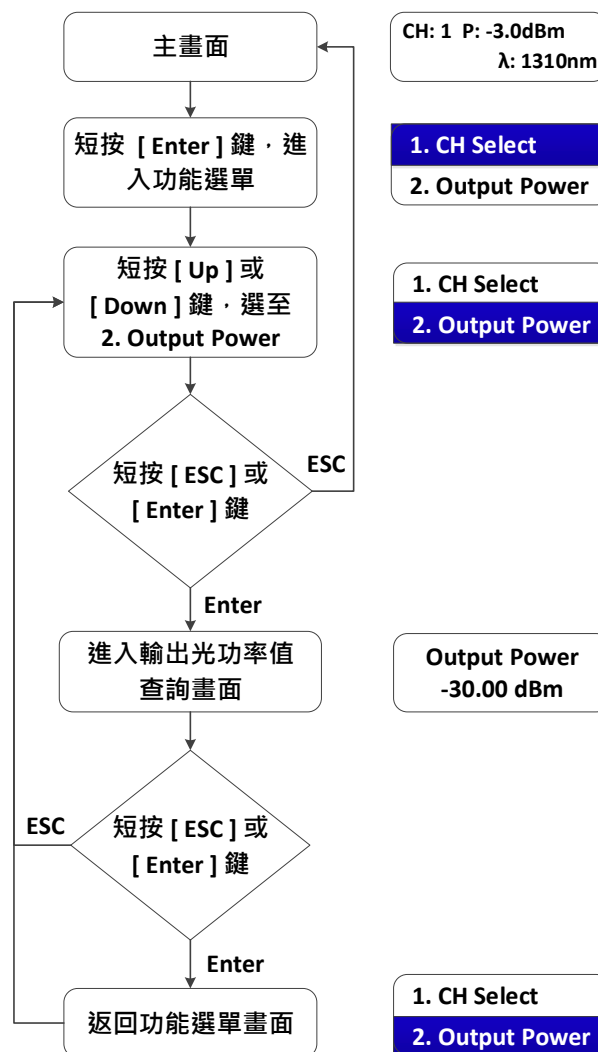 主畫面
CH: 1 P: -3.0dBm
λ: 1310nm
短按 [ Enter ] 鍵，進
入功能選單
1. CH Select
2. Output Power
短按 [ Up ] 或
[ Down ] 鍵，選至
2. Output Power
1. CH Select
2. Output Power
短按 [ ESC ] 或
[ Enter ] 鍵
ESC
Enter
進入輸出光功率值
查詢畫面
Output Power
-30.00 dBm
ESC
短按 [ ESC ] 或
[ Enter ] 鍵
Enter
返回功能選單畫面
1. CH Select
2. Output Power